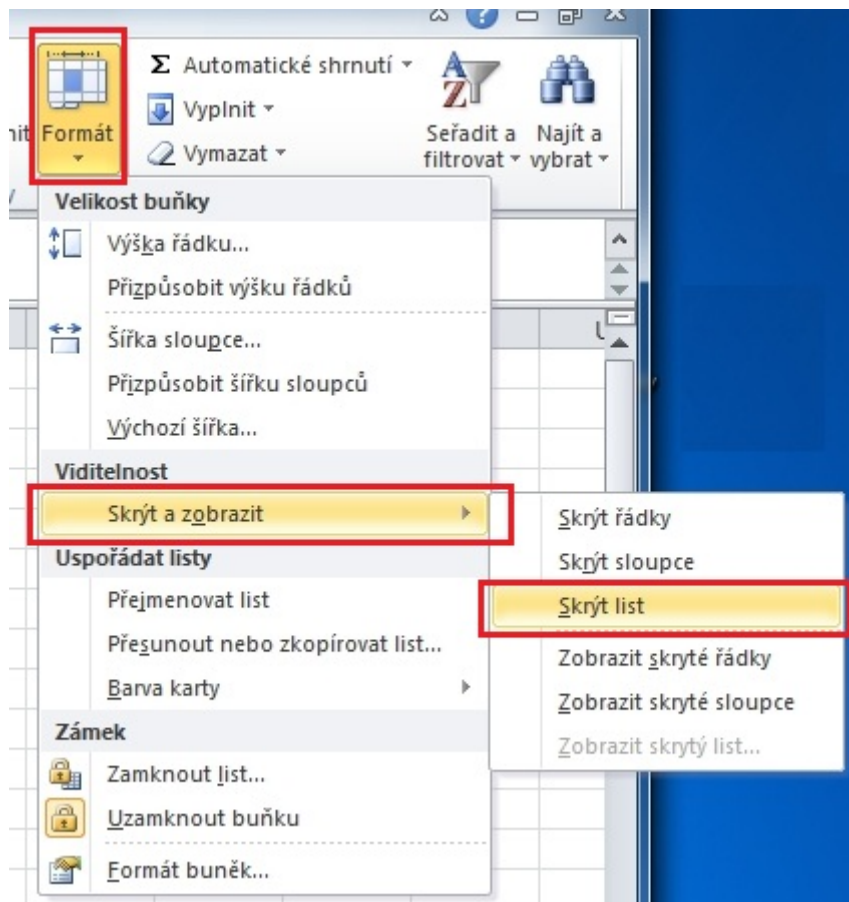 Formát
Σ Automatické shrnutí
Vyplnit
Vymazat
A
Z
Seřadit a
filtrovat
Najít a
vybrat
Velikost buňky
Výška řádku...
Přizpůsobit výšku řádků
Šířka sloupce...
Přizpůsobit šířku sloupců
Výchozí šířka...
Viditelnost
Skrýt a zobrazit
Uspořádat listy
Přejmenovat list
Přesunout nebo zkopírovat list...
Barva karty
Zámek
Zamknout list...
Uzamknout buňku
Formát buněk...
Skrýt řádky
Skrýt sloupce
Skrýt list
Zobrazit skryté řádky
Zobrazit skryté sloupce
Zobrazit skrytý list...